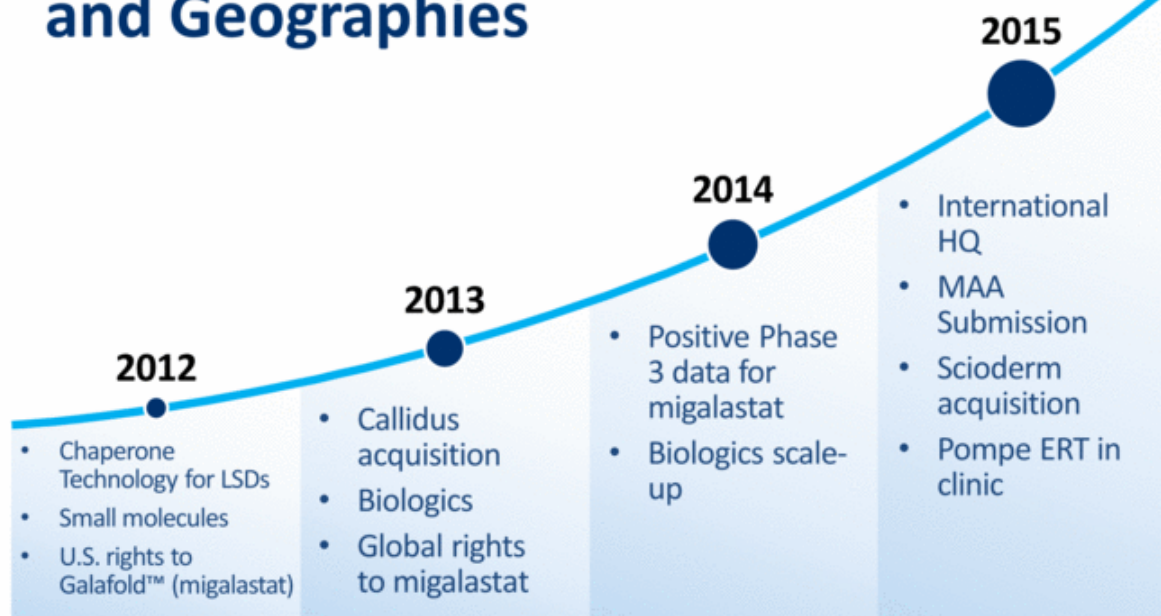 and Geographies
2012
• Chaperone
Technology for LSDs
• Small molecules
• U.S. rights to
Galafold™ (migalastat)
2013
• Callidus
acquisition
• Biologics
• Global rights
to migalastat
2014
• Positive Phase
3 data for
migalastat
• Biologics scale-
up
2015
• International
HQ
• MAA
Submission
• Scioderm
acquisition
• Pompe ERT in
clinic